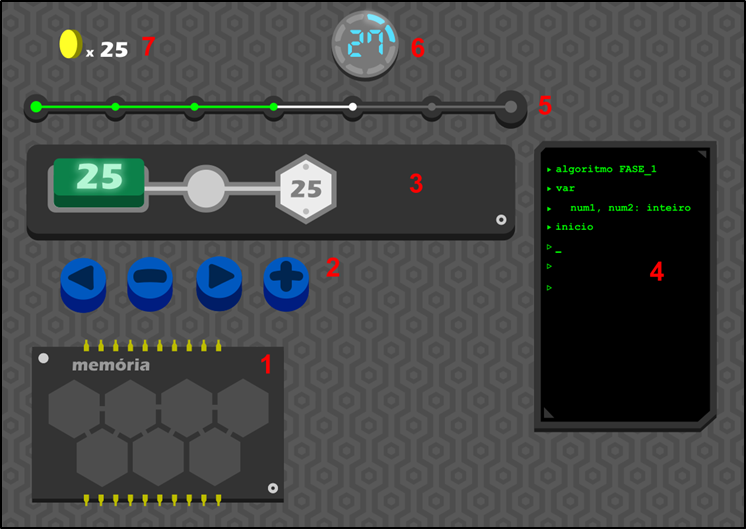 x 25 7
27 6
5
25 25 3
algoritmo FASE_1
var
num1, num2: inteiro
inicio
_
4
2
memória 1